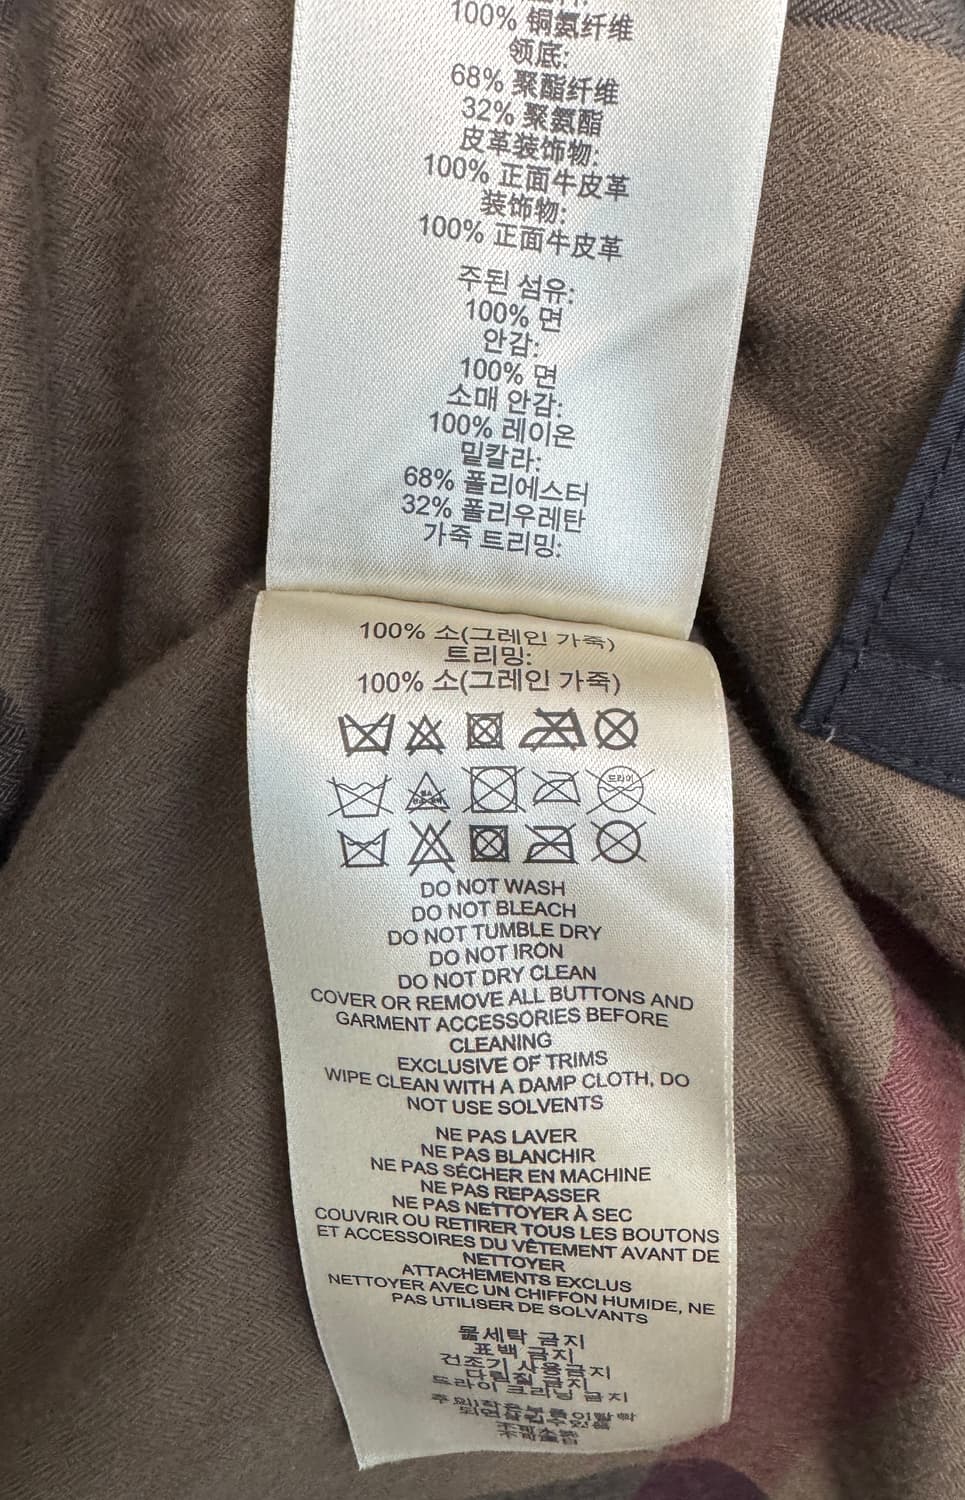 100% 铜氨纤维
领底:
68% 聚酯纤维
32% 聚氨酯
皮革装饰物:
100% 正面牛皮革
装饰物:
100% 正面牛皮革
주된 섬유:
100% 면
안감:
100% 면
소매 안감:
100% 레이온
밑칼라:
68% 폴리에스터
32% 폴리우레탄
가죽 트리밍:
100% 소(그레인 가죽)
트리밍:
100% 소(그레인 가죽)
드라이
DO NOT WASH
DO NOT BLEACH
DO NOT TUMBLE DRY
DO NOT IRON
DO NOT DRY CLEAN
COVER OR REMOVE ALL BUTTONS AND
GARMENT ACCESSORIES BEFORE
CLEANING
EXCLUSIVE OF TRIMS
WIPE CLEAN WITH A DAMP CLOTH, DO
NOT USE SOLVENTS
NE PAS LAVER
NE PAS BLANCHIR
NE PAS SÉCHER EN MACHINE
NE PAS REPASSER
NE PAS NETTOYER À SEC
COUVRIR OU RETIRER TOUS LES BOUTONS
ET ACCESSOIRES DU VÊTEMENT AVANT DE
NETTOYER
ATTACHEMENTS EXCLUS
NETTOYER AVEC UN CHIFFON HUMIDE, NE
PAS UTILISER DE SOLVANTS
물세탁 금지
표백 금지
건조기 사용금지
다림질 금지
드라이 크리닝 금지